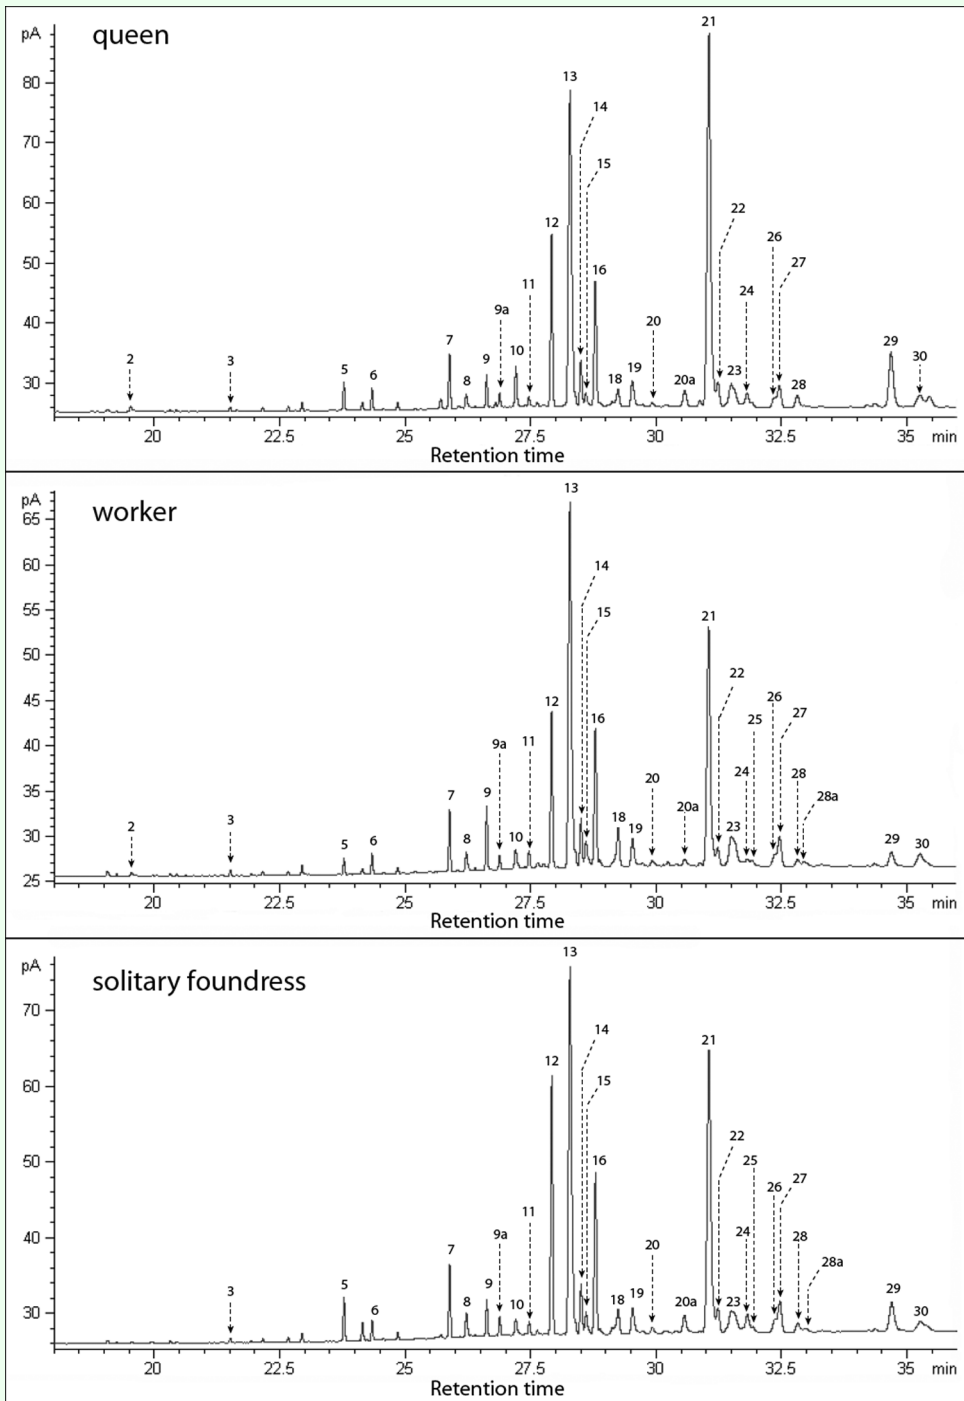 queen
pA
80
70
60
50
40
30
2 3 5 6 7 8 9 9a 10 11 12 13 14 15 16 18 19 20 20a 21 22 23 24 26 27 28 29 30
20 22.5 25 27.5 30 32.5 35 min
Retention time
worker
pA
65
60
55
50
45
40
35
30
25
2 3 5 6 7 8 9 9a 10 11 12 13 14 15 16 18 19 20 20a 21 22 23 24 25 26 27 28 28a 29 30
20 22.5 25 27.5 30 32.5 35 min
Retention time
solitary foundress
pA
70
60
50
40
30
3 5 6 7 8 9 9a 10 11 12 13 14 15 16 18 19 20 20a 21 22 23 24 25 26 27 28 28a 29 30
20 22.5 25 27.5 30 32.5 35 min
Retention time